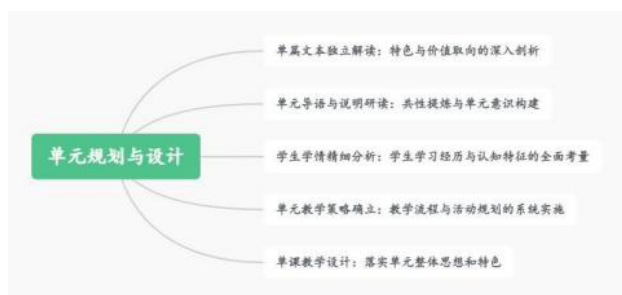 单篇文本独立解读：特色与价值取向的深入剖析
单元导语与说明研读：共性提炼与单元意识构建
单元规划与设计
学生学情精细分析：学生学习经历与认知特征的全面考量
单元教学策略确立：教学流程与活动规划的系统实施
单课教学设计：落实单元整体思想和特色